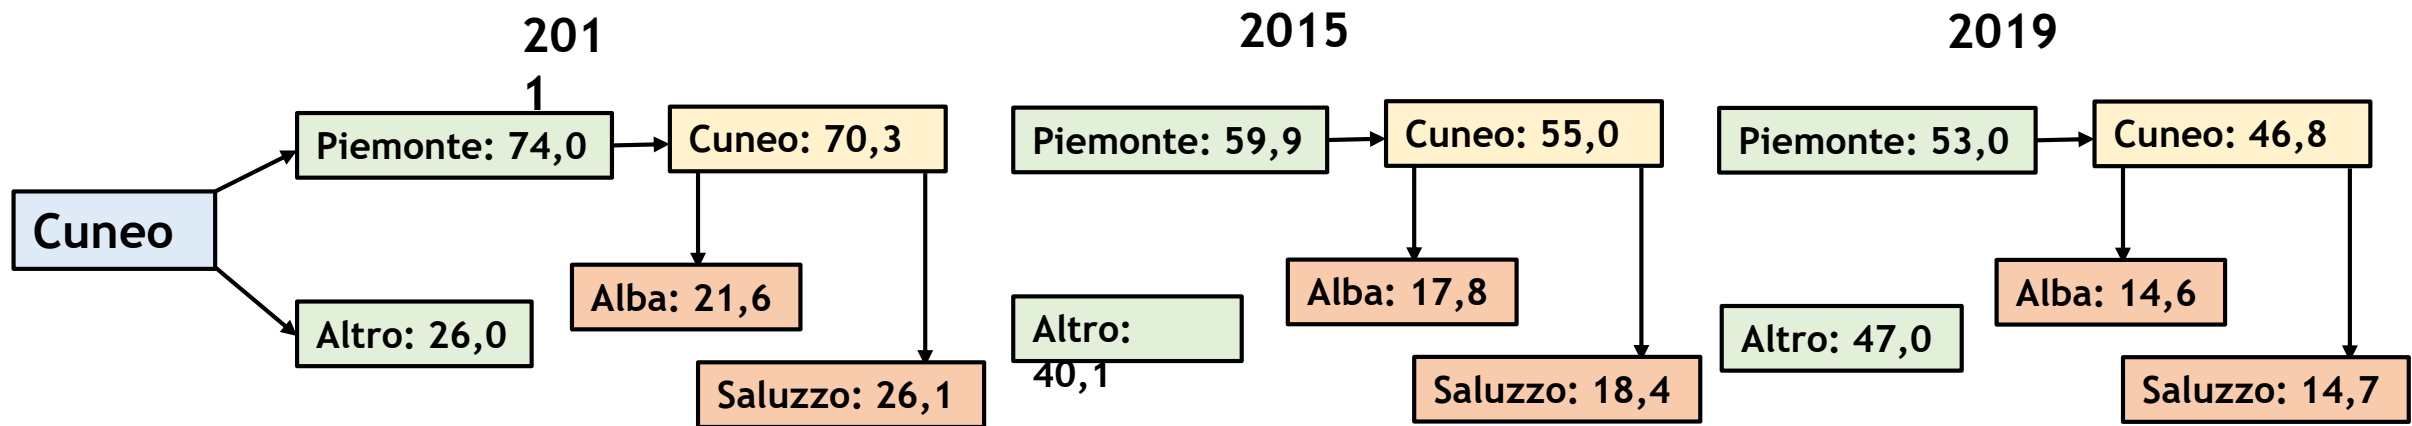 201
1
2015
2019
Cuneo
Piemonte: 74,0
Cuneo: 70,3
Altro: 26,0
Alba: 21,6
Saluzzo: 26,1
Piemonte: 59,9
Cuneo: 55,0
Altro:
40,1
Alba: 17,8
Saluzzo: 18,4
Piemonte: 53,0
Cuneo: 46,8
Altro: 47,0
Alba: 14,6
Saluzzo: 14,7